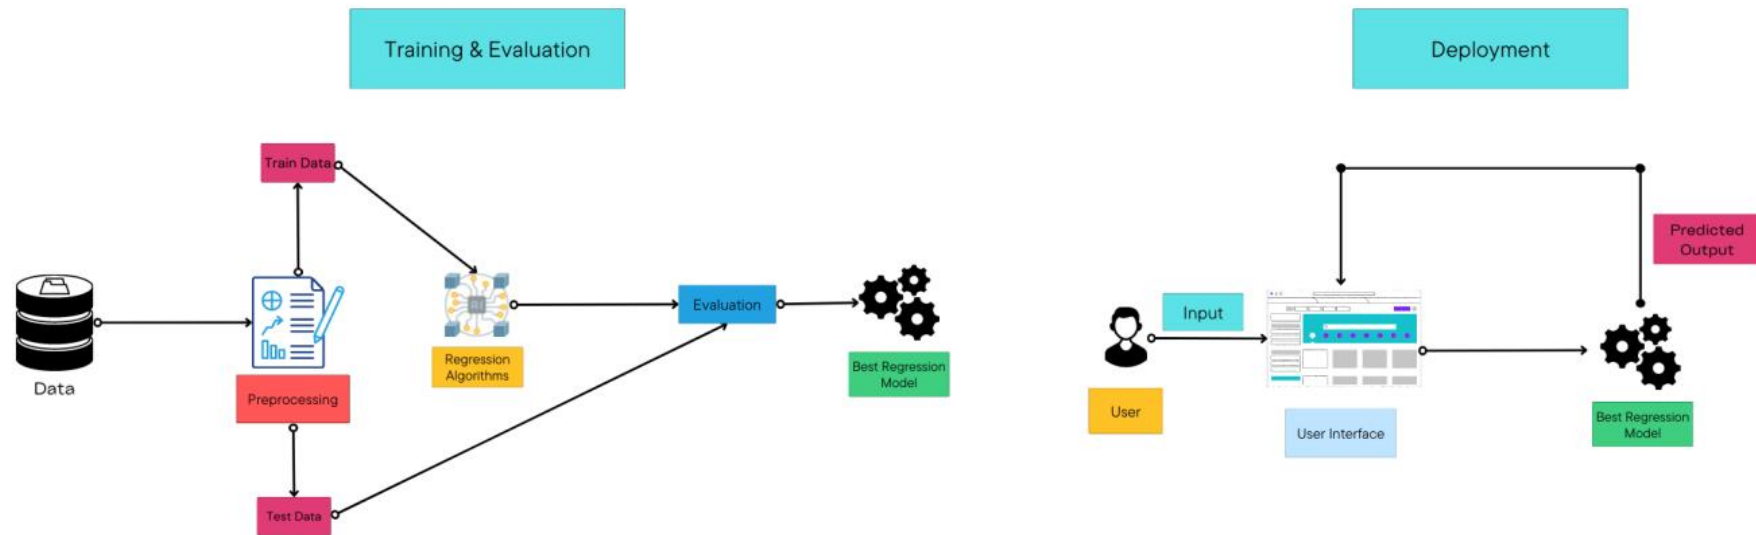 Training & Evaluation
Deployment
Train Data
Data
Preprocessing
Test Data
Regression
Algorithms
Evaluation
Best Regression
Model
User
Input
User Interface
Predicted
Output
Best Regression
Model